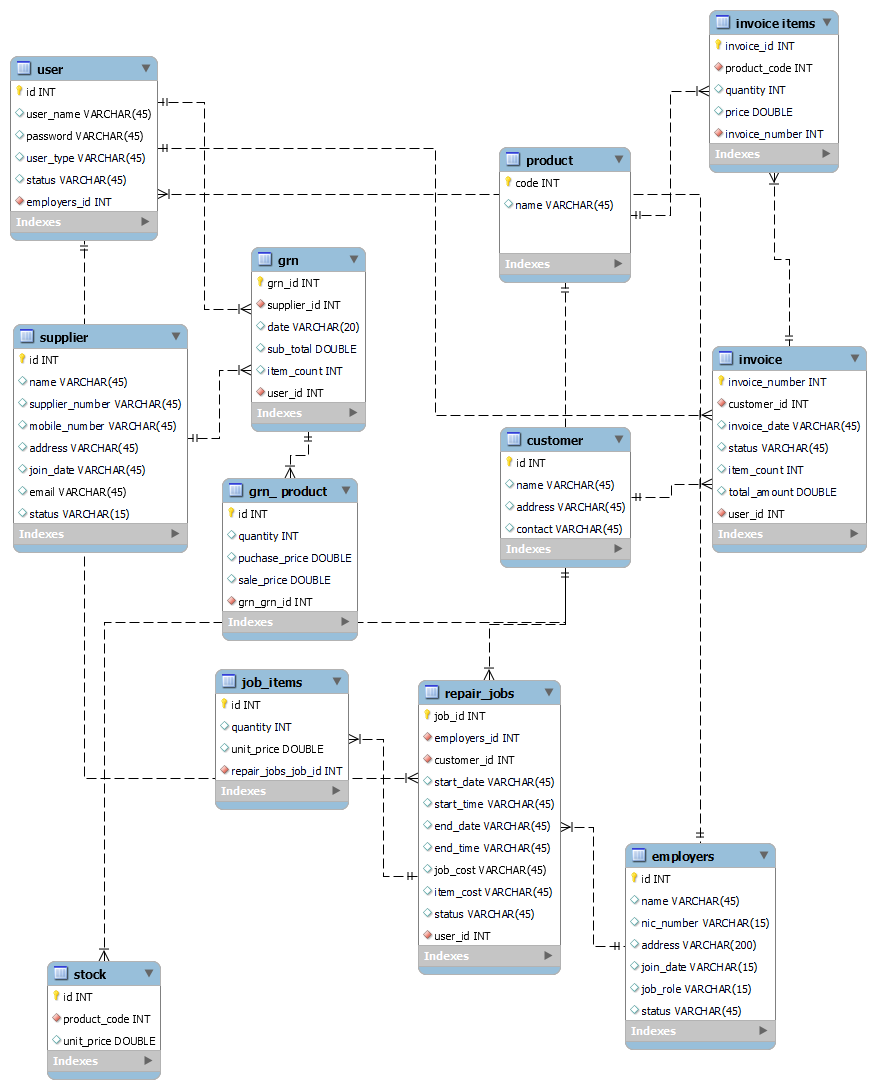 user
id INT
user_name VARCHAR(45)
password VARCHAR(45)
user_type VARCHAR(45)
status VARCHAR(45)
employers_id INT
Indexes
invoice items
invoice_id INT
product_code INT
quantity INT
price DOUBLE
invoice_number INT
Indexes
product
code INT
name VARCHAR(45)
Indexes
grn
grn_id INT
supplier_id INT
date VARCHAR(20)
sub_total DOUBLE
item_count INT
user_id INT
Indexes
supplier
id INT
name VARCHAR(45)
supplier_number VARCHAR(45)
mobile_number VARCHAR(45)
address VARCHAR(45)
join_date VARCHAR(45)
email VARCHAR(45)
status VARCHAR(15)
Indexes
invoice
invoice_number INT
customer_id INT
invoice_date VARCHAR(45)
status VARCHAR(45)
item_count INT
total_amount DOUBLE
user_id INT
Indexes
customer
id INT
name VARCHAR(45)
address VARCHAR(45)
contact VARCHAR(45)
Indexes
grn_ product
id INT
quantity INT
puchase_price DOUBLE
sale_price DOUBLE
grn_grn_id INT
Indexes
job_items
id INT
quantity INT
unit_price DOUBLE
repair_jobs_job_id INT
Indexes
repair_jobs
job_id INT
employers_id INT
customer_id INT
start_date VARCHAR(45)
start_time VARCHAR(45)
end_date VARCHAR(45)
end_time VARCHAR(45)
job_cost VARCHAR(45)
item_cost VARCHAR(45)
status VARCHAR(45)
user_id INT
Indexes
employers
id INT
name VARCHAR(45)
nic_number VARCHAR(15)
address VARCHAR(200)
join_date VARCHAR(15)
job_role VARCHAR(15)
status VARCHAR(45)
Indexes
stock
id INT
product_code INT
unit_price DOUBLE
Indexes